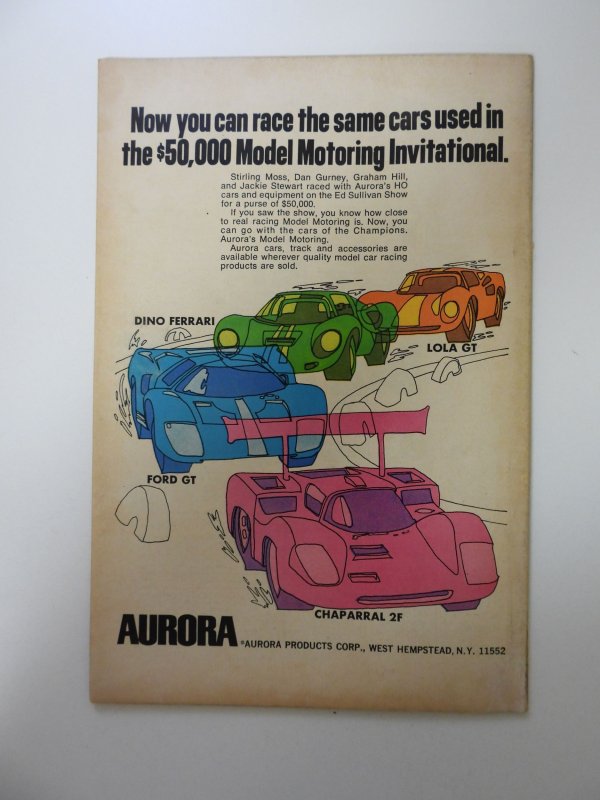 Now you can race the same cars used in
the $50,000 Model Motoring Invitational.
Stirling Moss, Dan Gurney, Graham Hill,
and Jackie Stewart raced with Aurora's HO
cars and equipment on the Ed Sullivan Show
for a purse of $50,000.
If you saw the show, you know how close
to real racing Model Motoring is. Now, you
can go with the cars of the Champions.
Aurora's Model Motoring.
Aurora cars, track and accessories are
available wherever quality model car racing
products are sold.
DINO FERRARI
LOLA GT
FORD GT
CHAPARRAL 2F
AURORA
©AURORA PRODUCTS CORP., WEST HEMPSTEAD, N.Y. 11552